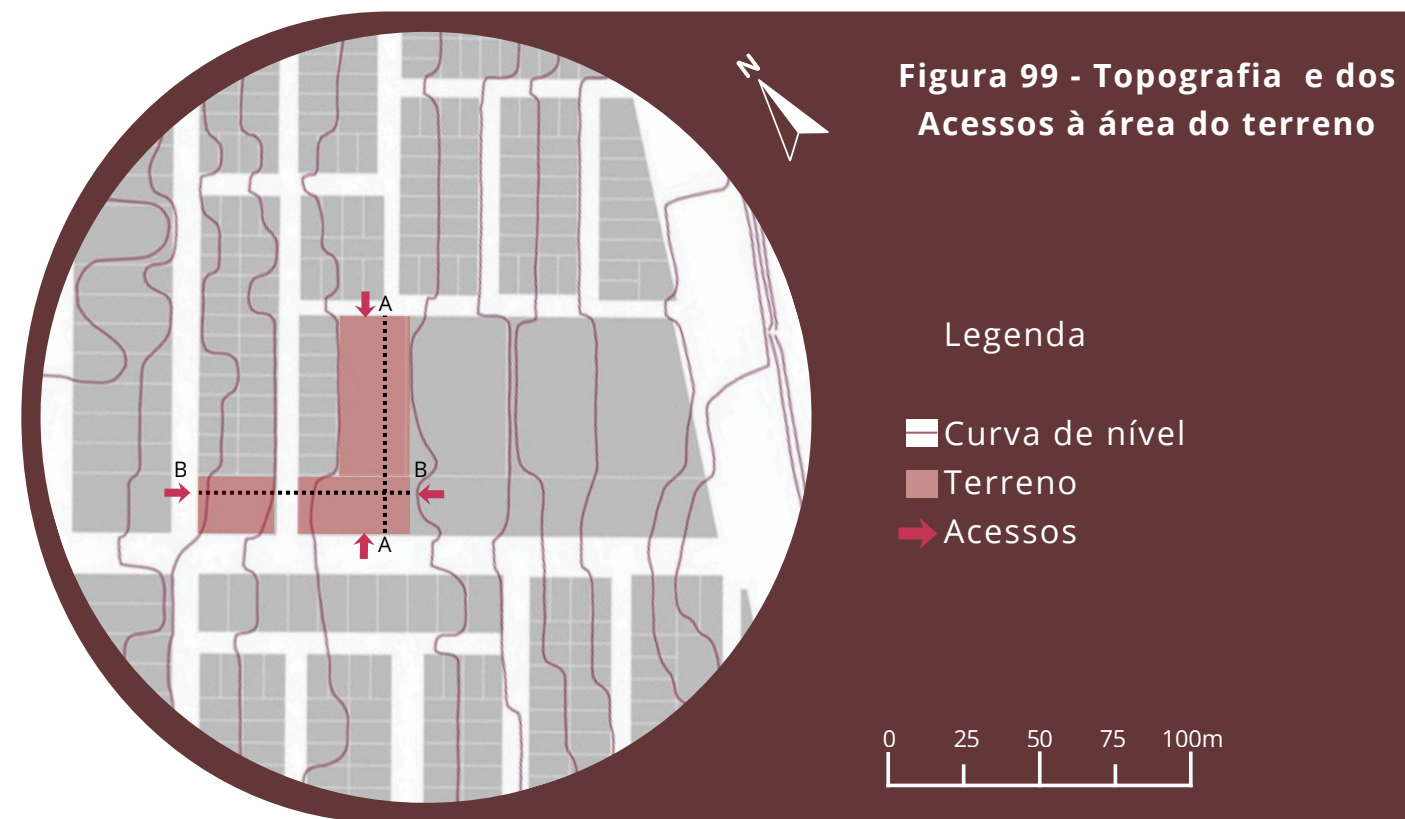 N
Figura 99 - Topografia e dos
Acessos à área do terreno
A
B
B
A
Legenda
Curva de nível
Terreno
Acessos
0 25 50 75 100m